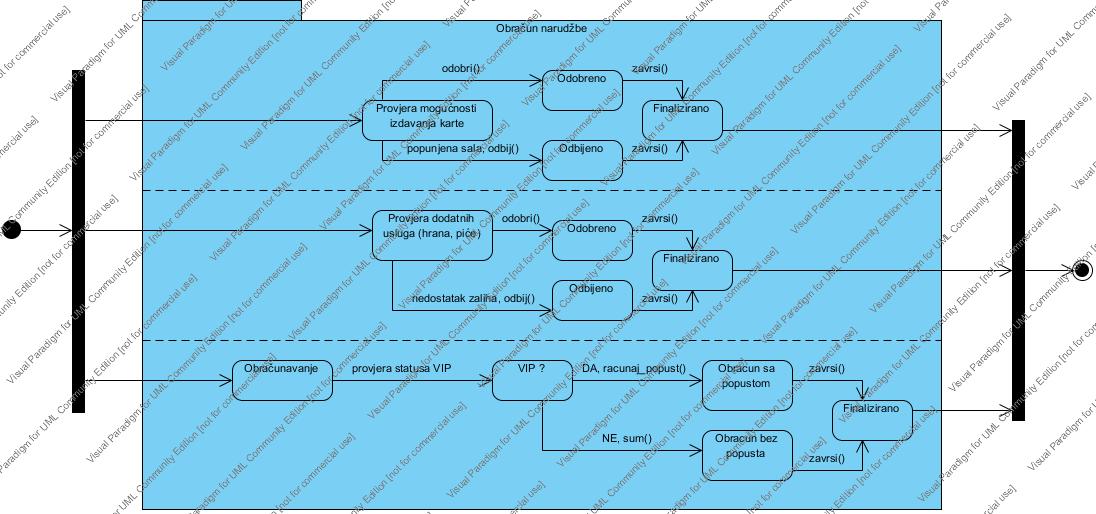 Obračun narudžbe
odobri()
Odobreno
zavrsi()
Provjera mogućnosti
izdavanja karte
Finalizirano
popunjena sala, odbij()
Odbijeno
zavrsi()
Provjera dodatnih
usluga (hrana, piće)
odobri()
Odobreno
zavrsi()
Finalizirano
nedostatak zaliha, odbij()
Odbijeno
zavrsi()
Obračunavanje
provjera statusa VIP
VIP ?
DA, racunaj_popust()
Obračun sa
popustom
zavrsi()
Finalizirano
NE, sum()
Obracun bez
popusta
zavrsi()
Visual Paradigm for UML Community Edition [not for commercial use]